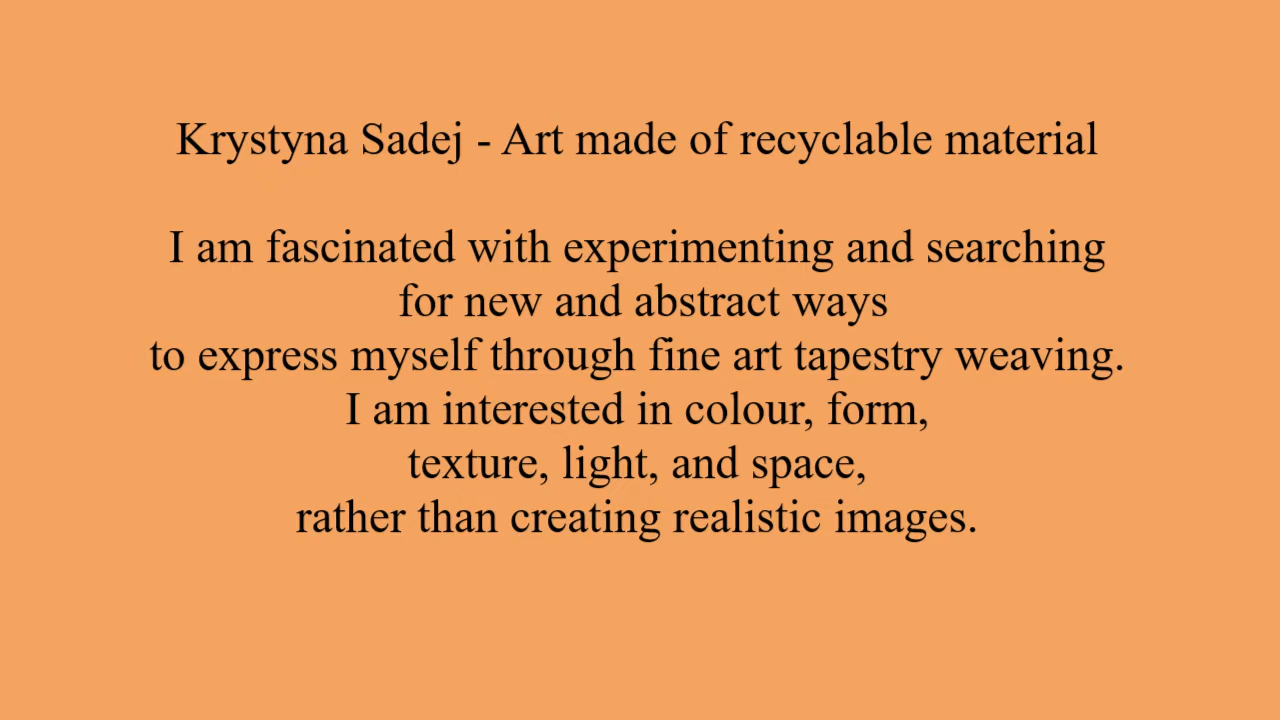 Krystyna Sadej - Art made of recyclable material
I am fascinated with experimenting and searching
for new and abstract ways
to express myself through fine art tapestry weaving.
I am interested in colour, form,
texture, light, and space,
rather than creating realistic images.